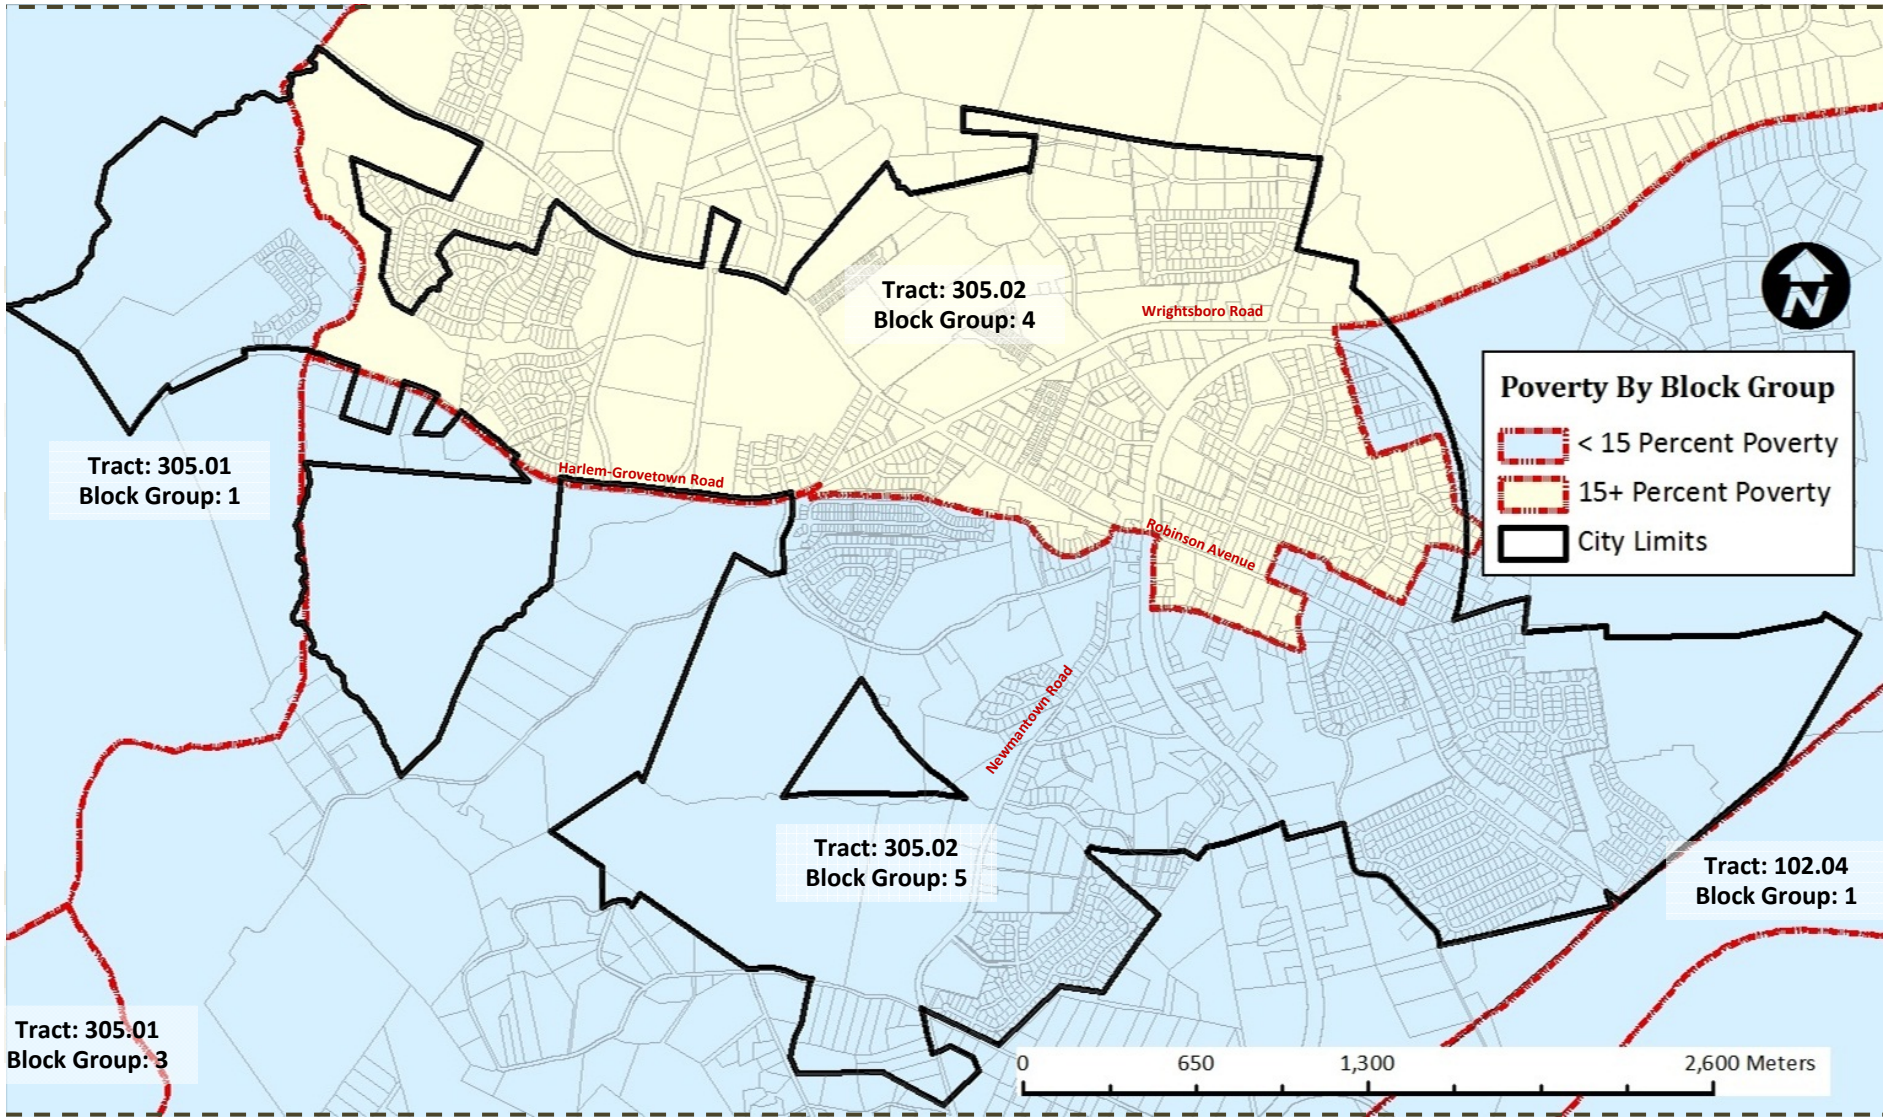 Tract: 305.02
Block Group: 4
Wrightsboro Road
N
Poverty By Block Group
< 15 Percent Poverty
15+ Percent Poverty
City Limits
Tract: 305.01
Block Group: 1
Harlem-Grovetown Road
Robinson Avenue
Newmantown Road
Tract: 305.02
Block Group: 5
Tract: 102.04
Block Group: 1
Tract: 305.01
Block Group: 3
0 650 1,300 2,600 Meters